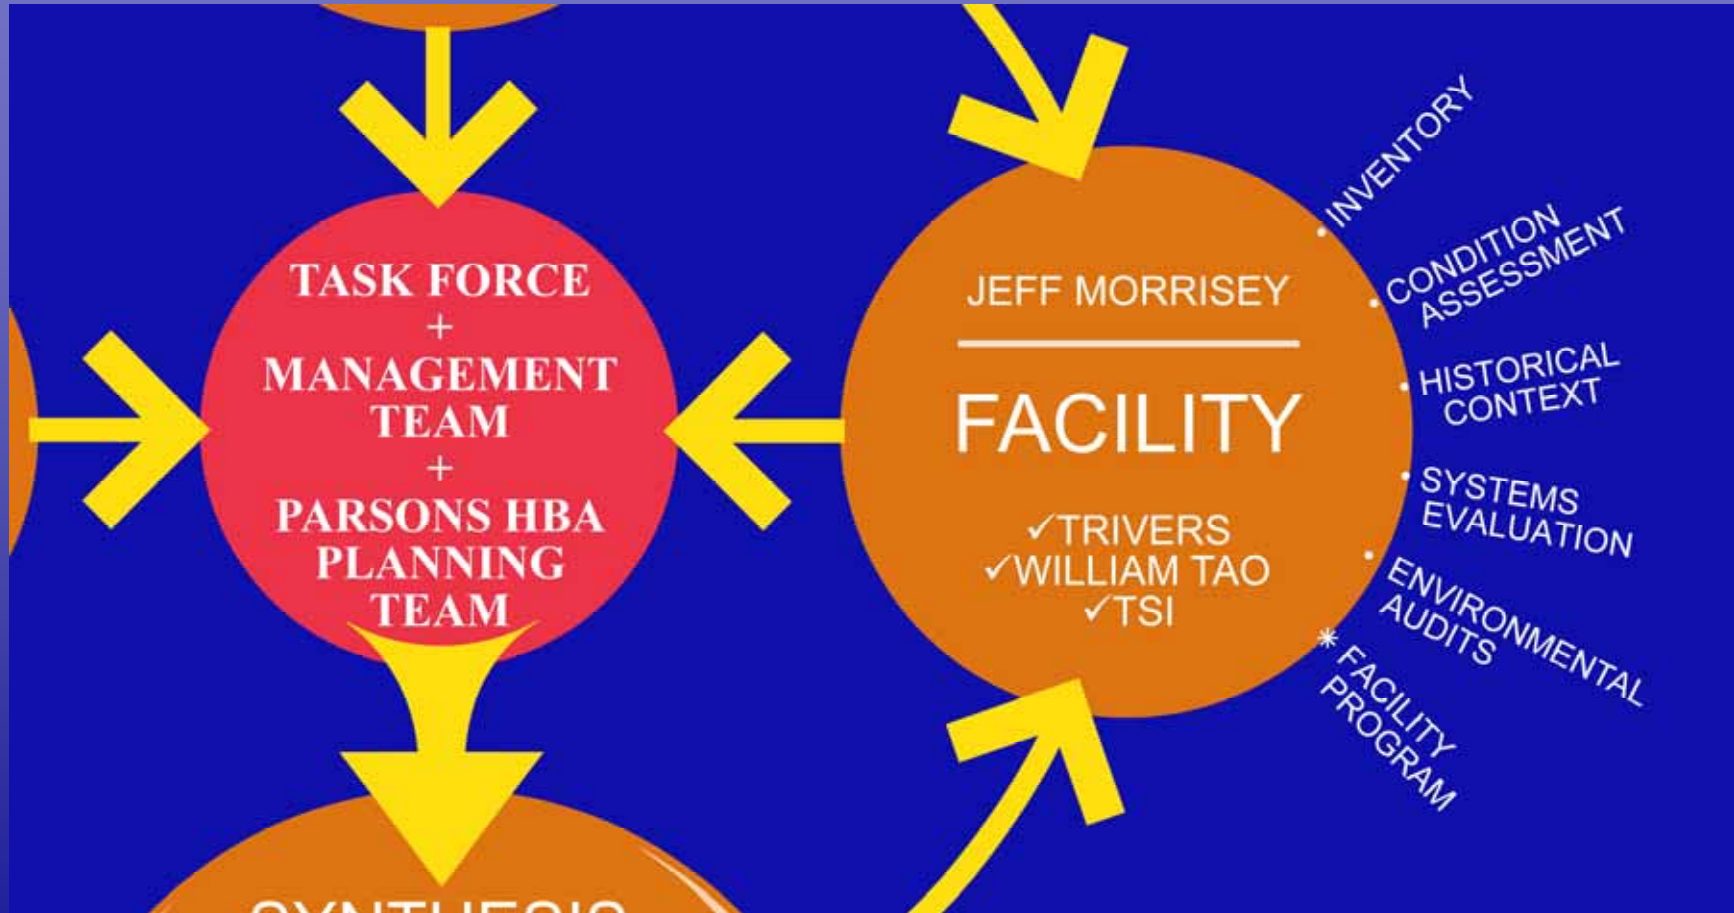 TASK FORCE
+
MANAGEMENT
TEAM
+
PARSONS HBA
PLANNING
TEAM
JEFF MORRISEY
FACILITY
✓TRIVERS
✓WILLIAM TAO
✓TSI
• INVENTORY
• CONDITION
ASSESSMENT
• HISTORICAL
CONTEXT
• SYSTEMS
EVALUATION
• ENVIRONMENTAL
AUDITS
* FACILITY
PROGRAM
SYNTHESIS